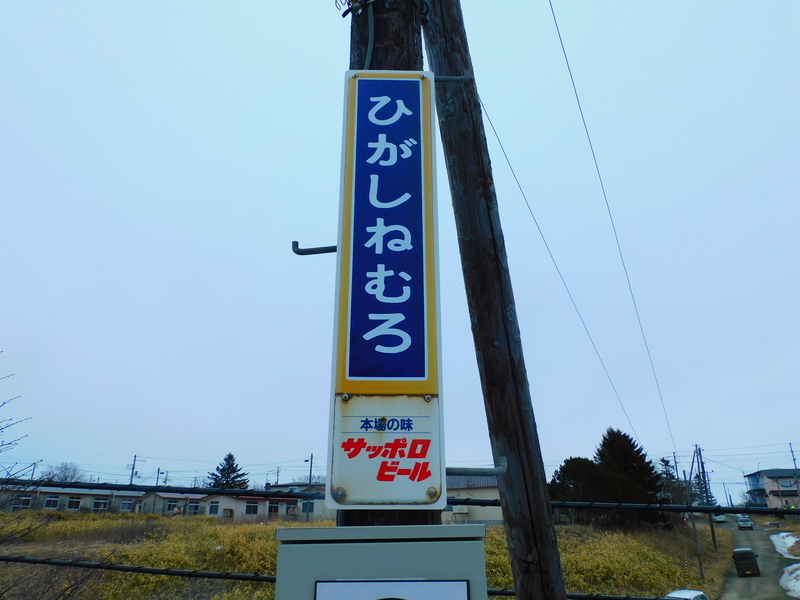 ひがしねむろ
本場の味
サッポロ
ビール